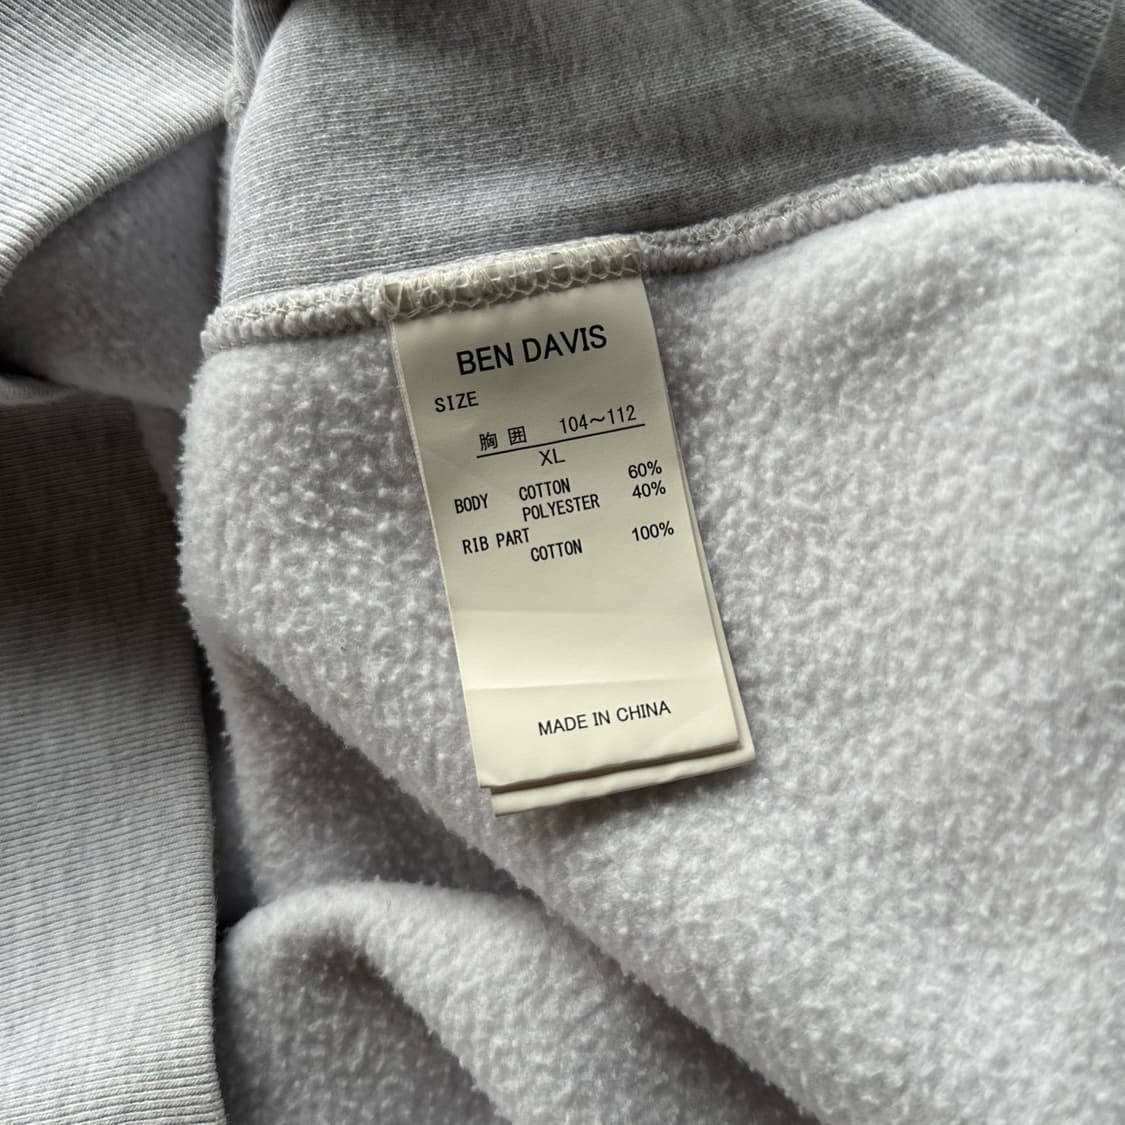 BEN DAVIS
SIZE
胸囲 104~112
XL
BODY COTTON 60%
POLYESTER 40%
RIB PART
COTTON 100%
MADE IN CHINA